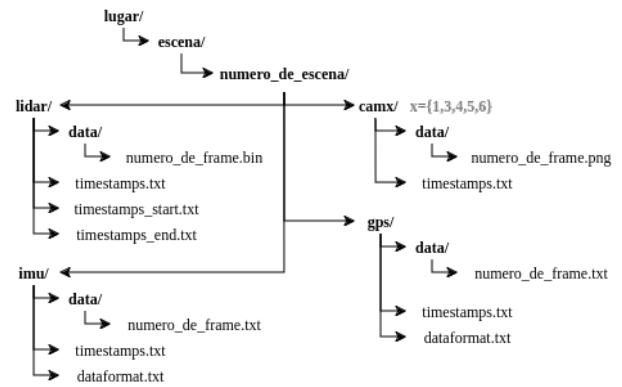 lugar/
escena/
numero_de_escena/
lidar/
data/
numero_de_frame.bin
timestamps.txt
timestamps_start.txt
timestamps_end.txt
camx/ x={1,3,4,5,6}
data/
numero_de_frame.png
timestamps.txt
gps/
data/
numero_de_frame.txt
timestamps.txt
dataformat.txt
imu/
data/
numero_de_frame.txt
timestamps.txt
dataformat.txt